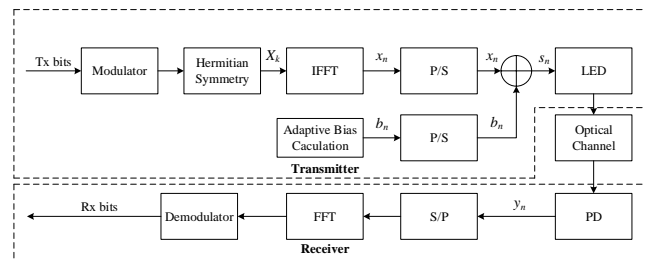 Tx bits
Modulator
Hermitian
Symmetry
X_k
IFFT
x_n
P/S
x_n
s_n
LED
Adaptive Bias
Caculation
b_n
P/S
b_n
Optical
Channel
Transmitter
Rx bits
Demodulator
FFT
S/P
y_n
PD
Receiver